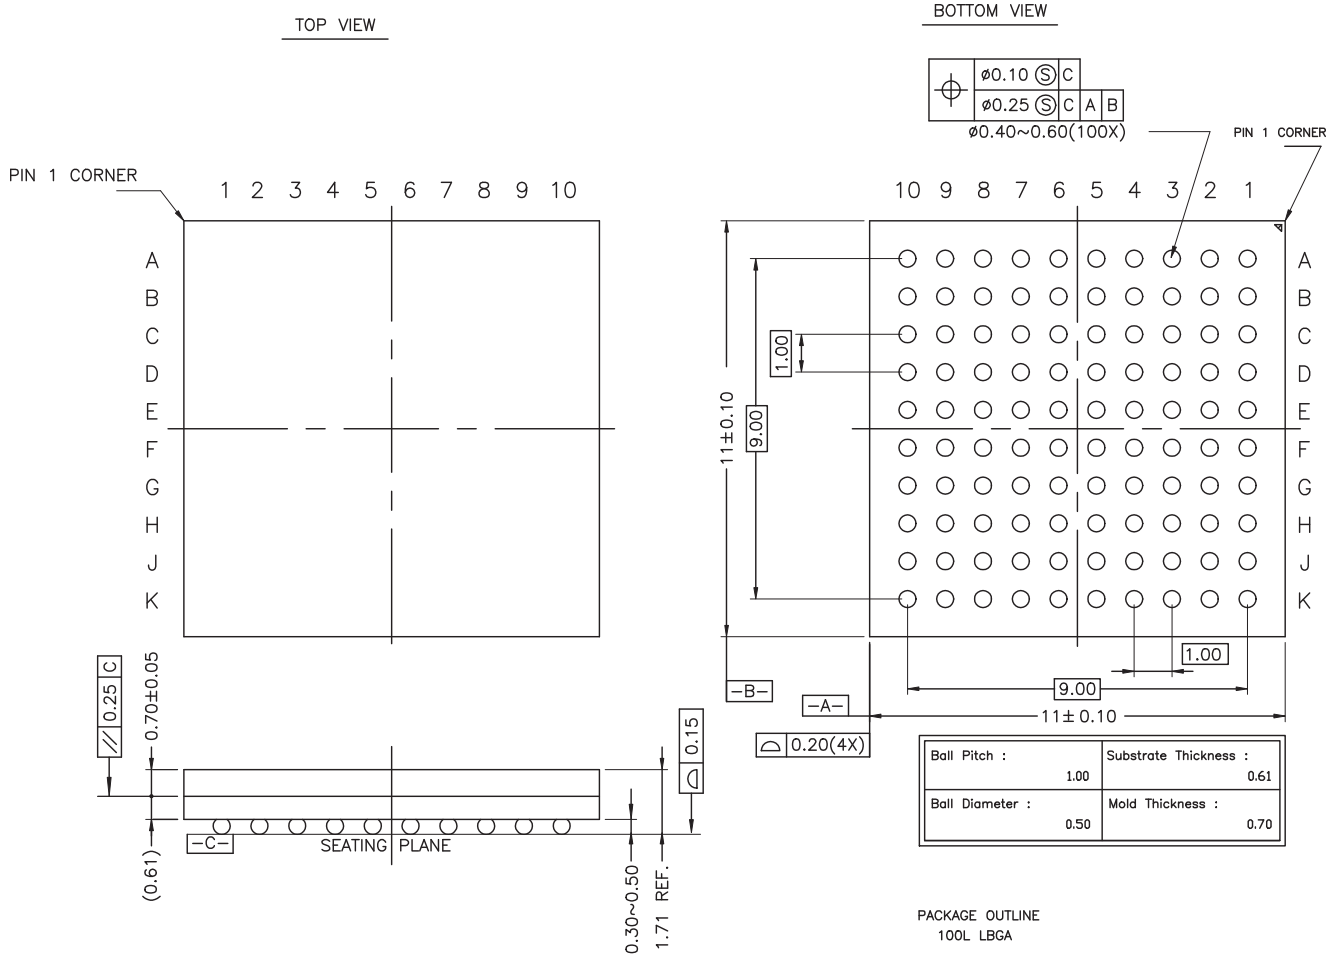 TOP VIEW
BOTTOM VIEW
ø0.10 Ⓢ C
ø0.25 Ⓢ C A B
ø0.40~0.60(100X)
PIN 1 CORNER
PIN 1 CORNER
1 2 3 4 5 6 7 8 9 10
10 9 8 7 6 5 4 3 2 1
A
B
C
D
E
F
G
H
J
K
A
B
C
D
E
F
G
H
J
K
1.00
9.00
11±0.10
1.00
9.00
11±0.10
-B-
-A-
0.20(4X)
// 0.25 C
0.70±0.05
(0.61)
0.15
-C-
SEATING PLANE
0.30~0.50
1.71 REF.
Ball Pitch :
1.00
Substrate Thickness :
0.61
Ball Diameter :
0.50
Mold Thickness :
0.70
PACKAGE OUTLINE
100L LBGA